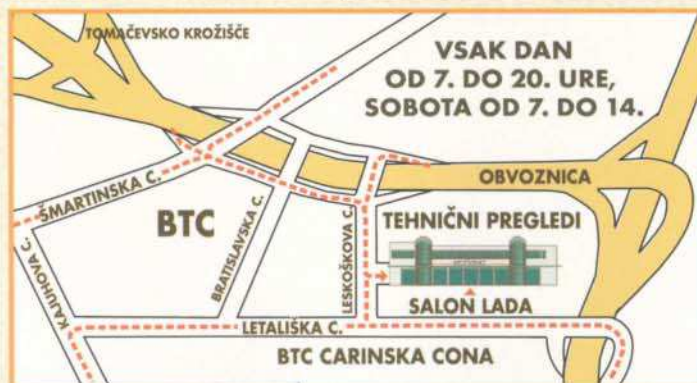 TOMAČEVSKO KROŽIŠČE
VSAK DAN
OD 7. DO 20. URE,
SOBOTA OD 7. DO 14.
OBVOZNICA
ŠMARTINSKA C.
BTC
BRATISLAVSKA C.
LESKOŠKOVA C.
TEHNIČNI PREGLEDI
KAJUHOVA C.
SALON LADA
LETALIŠKA C.
BTC CARINSKA CONA